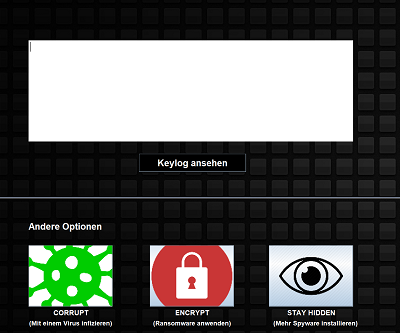 Keylog ansehen
Andere Optionen
CORRUPT
(Mit einem Virus infizieren)
ENCRYPT
(Ransomware anwenden)
STAY HIDDEN
(Mehr Spyware installieren)